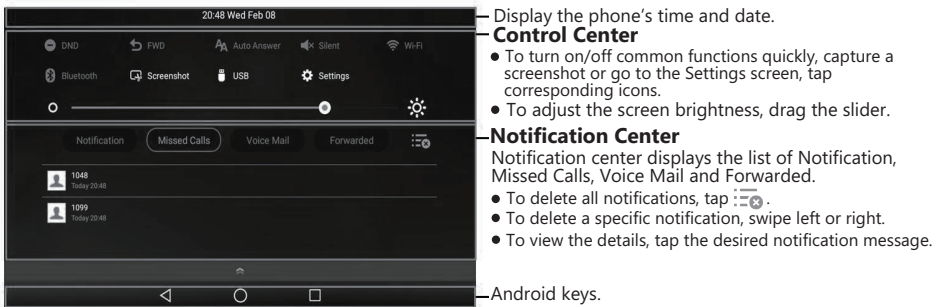 20:48 Wed Feb 08
DND FWD Auto Answer Silent Wi-Fi
Bluetooth Screenshot USB Settings
Notification Missed Calls Voice Mail Forwarded
1048
Today 20:48
1099
Today 20:48
Display the phone's time and date.
Control Center
• To turn on/off common functions quickly, capture a
screenshot or go to the Settings screen, tap
corresponding icons.
• To adjust the screen brightness, drag the slider.
Notification Center
Notification center displays the list of Notification,
Missed Calls, Voice Mail and Forwarded.
• To delete all notifications, tap .
• To delete a specific notification, swipe left or right.
• To view the details, tap the desired notification message.
Android keys.